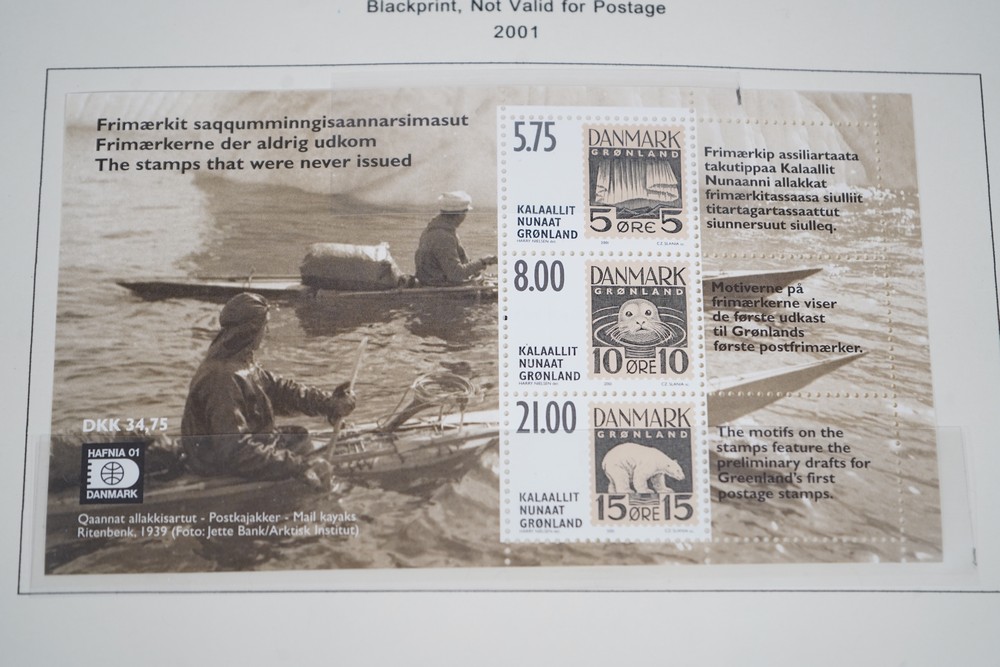 Blackprint, Not Valid for Postage
2001
Frimærkit saqqumminngisaannarsimasut
Frimærkerne der aldrig udkom
The stamps that were never issued
5.75
KALAALLIT
NUNAAT
GRØNLAND
DANMARK
GRØNLAND
5 ØRE 5
Frimærkip assiliartaata
takutippaa Kalaallit
Nunaanni allakkat
frimærkitassaasa siulliit
titartagartassaattut
siunnersuut siulleq.
8.00
KALAALLIT
NUNAAT
GRØNLAND
DANMARK
GRØNLAND
10 ØRE 10
Motiverne på
frimærkerne viser
de første udkast
til Grønlands
første postfrimærker.
21.00
KALAALLIT
NUNAAT
GRØNLAND
DANMARK
GRØNLAND
15 ØRE 15
The motifs on the
stamps feature the
preliminary drafts for
Greenland's first
postage stamps.
DKK 34,75
HAFNIA 01
DANMARK
Qaannat allakkisartut - Postkajakker - Mail kayaks
Ritenbenk, 1939 (Foto: Jette Bank/Arktisk Institut)